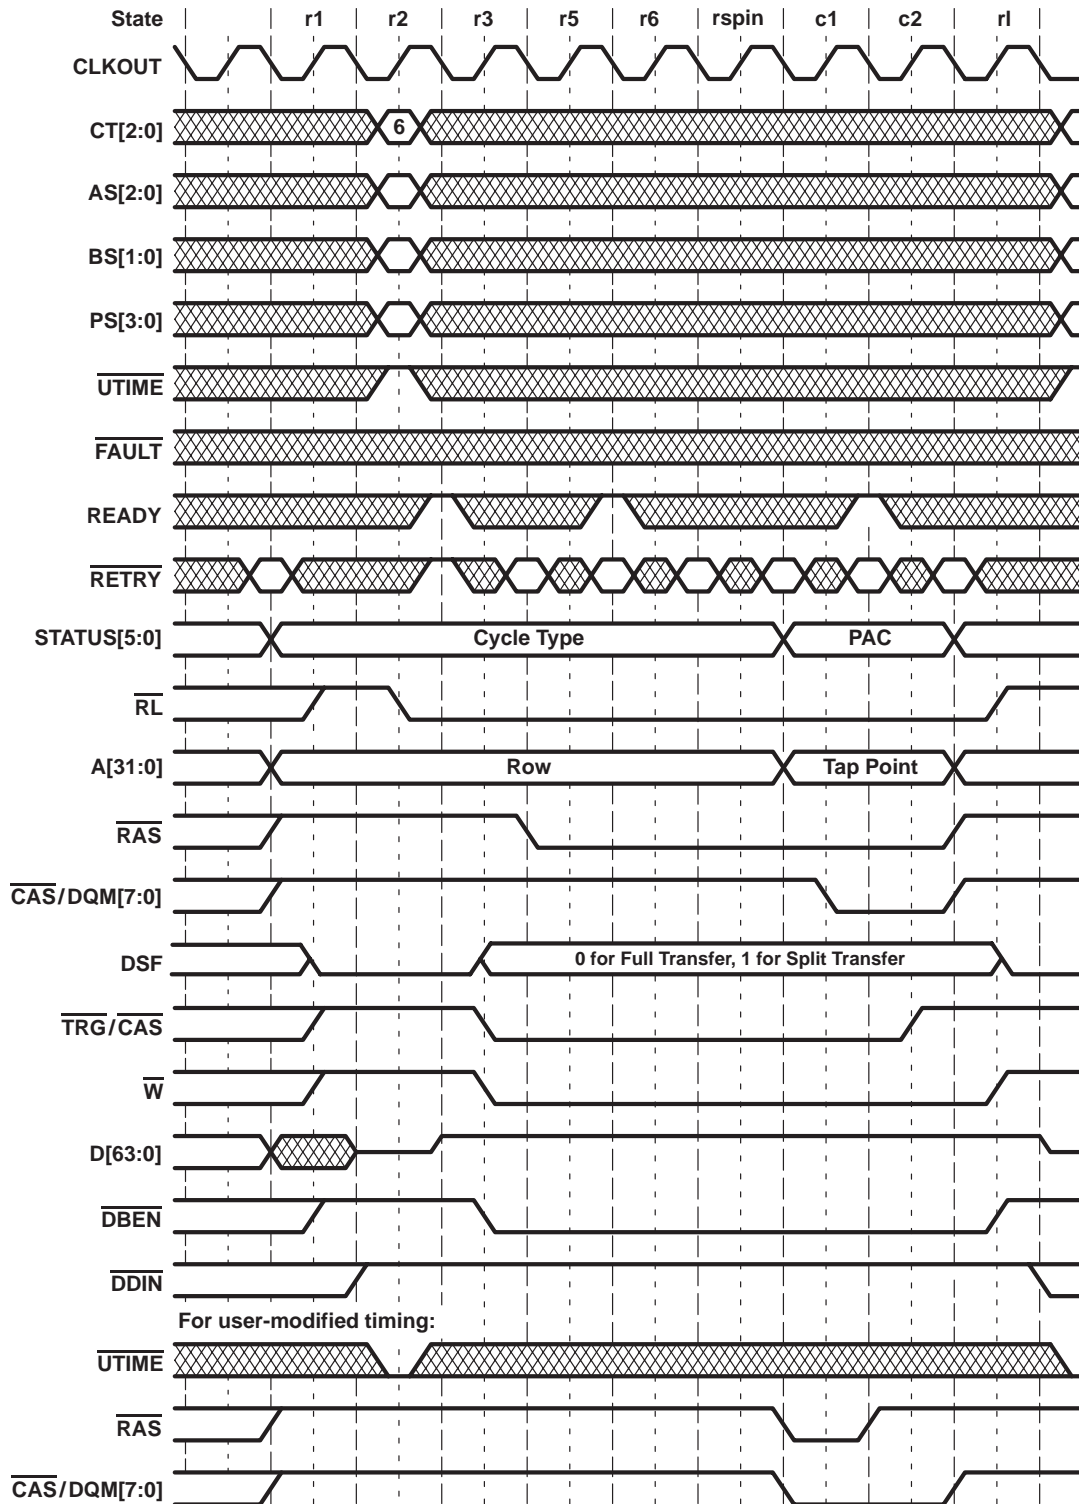 State r1 r2 r3 r5 r6 rspin c1 c2 rl
CLKOUT
CT[2:0] 6
AS[2:0]
BS[1:0]
PS[3:0]
UTIME
FAULT
READY
RETRY
STATUS[5:0] Cycle Type PAC
RL
A[31:0] Row Tap Point
RAS
CAS/DQM[7:0]
DSF 0 for Full Transfer, 1 for Split Transfer
TRG/CAS
W
D[63:0]
DBEN
DDIN
For user-modified timing:
UTIME
RAS
CAS/DQM[7:0]